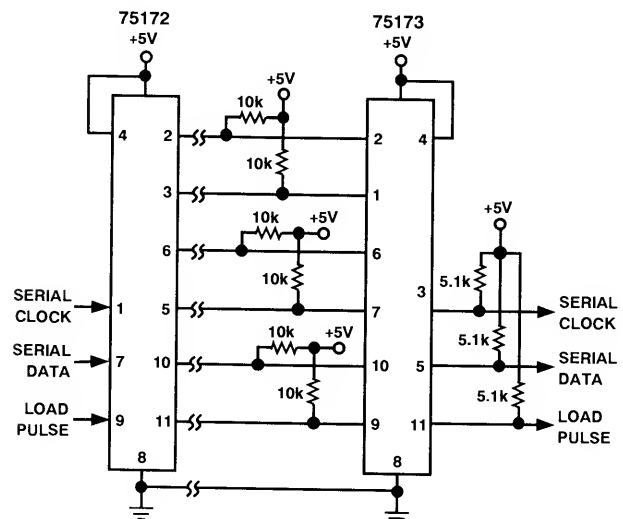 75172
75173
+5V
+5V
+5V
10k
4
2
2
4
10k
3
1
10k
+5V
+5V
6
6
10k
5.1k
3
SERIAL
CLOCK
1
5
7
SERIAL
CLOCK
10k
+5V
5.1k
SERIAL
DATA
7
10
10
5
SERIAL
DATA
10k
5.1k
LOAD
PULSE
9
11
9
11
LOAD
PULSE
8
8